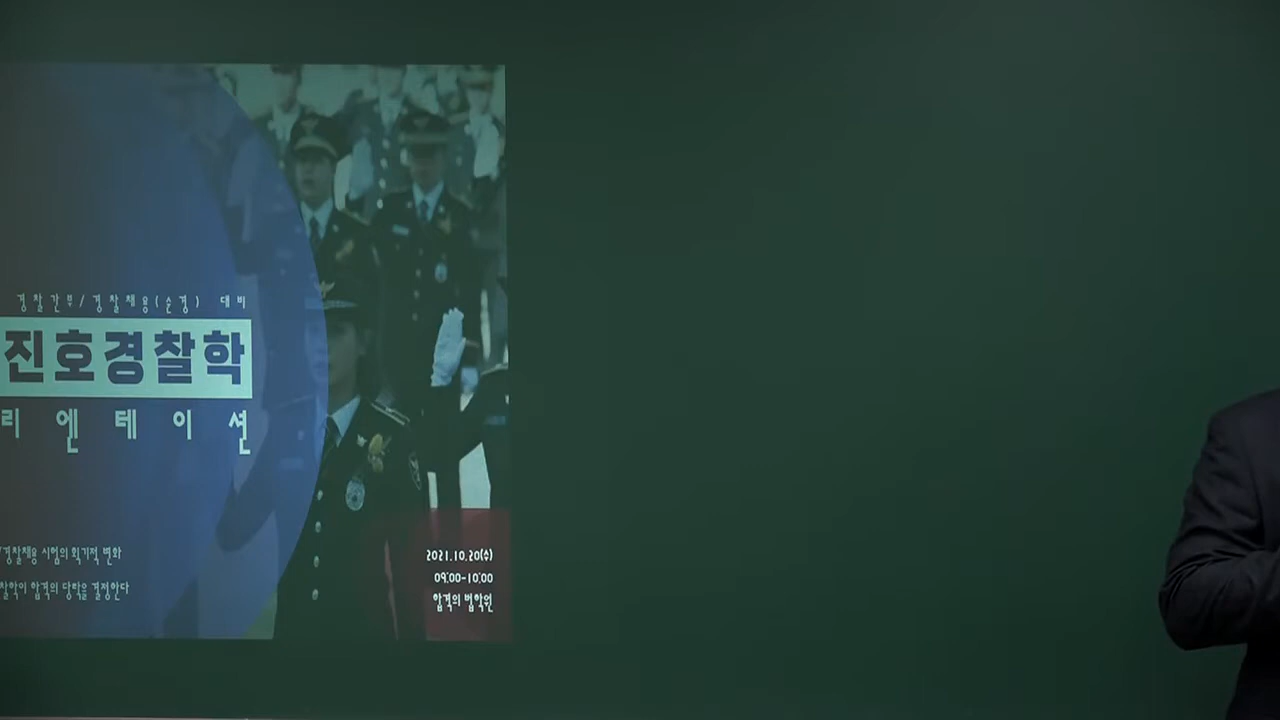 경찰간부/경찰채용(순경) 대비
진호경찰학
리엔테이션
/경찰채용 시험의 획기적 변화
찰학이 합격의 당락을 결정한다
2021.10.20(수)
09:00-10:00
합격의 법학원